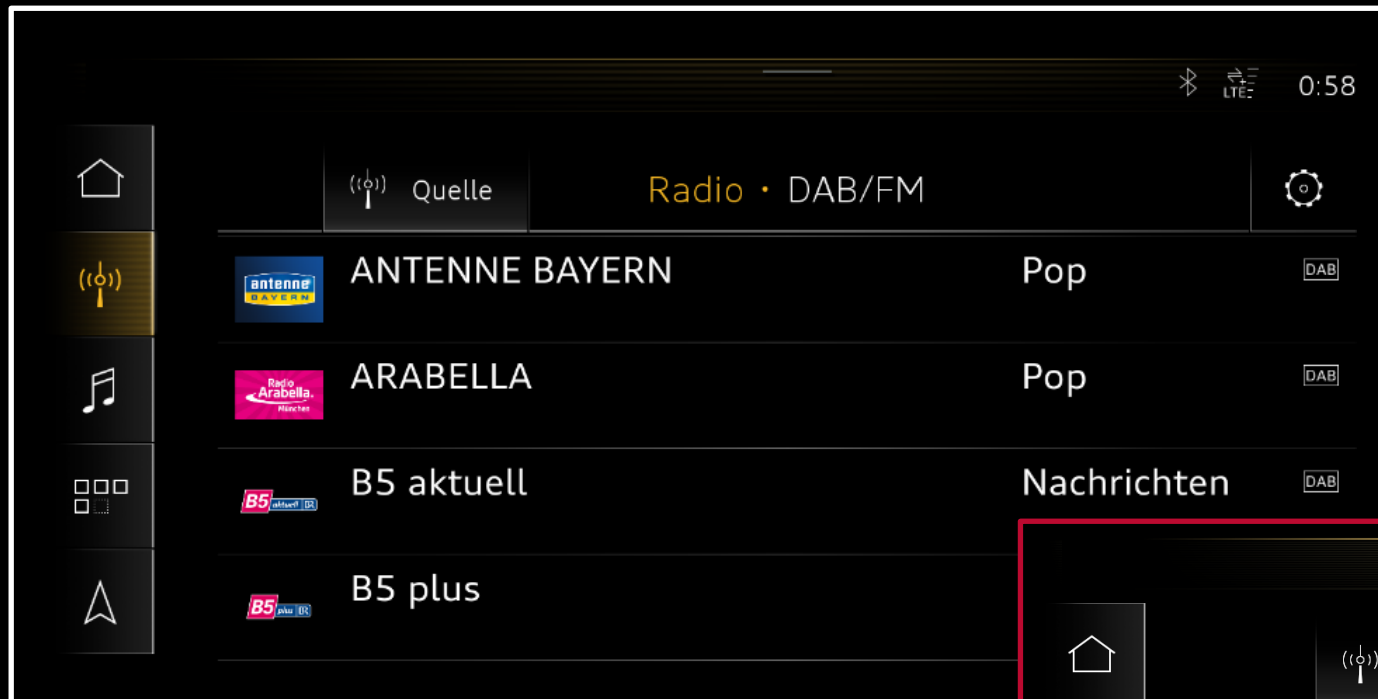 LTE 0:58
Quelle Radio • DAB/FM
antenne BAYERN ANTENNE BAYERN Pop DAB
Radio Arabella. München ARABELLA Pop DAB
B5 aktuell BR B5 aktuell Nachrichten DAB
B5 plus BR B5 plus